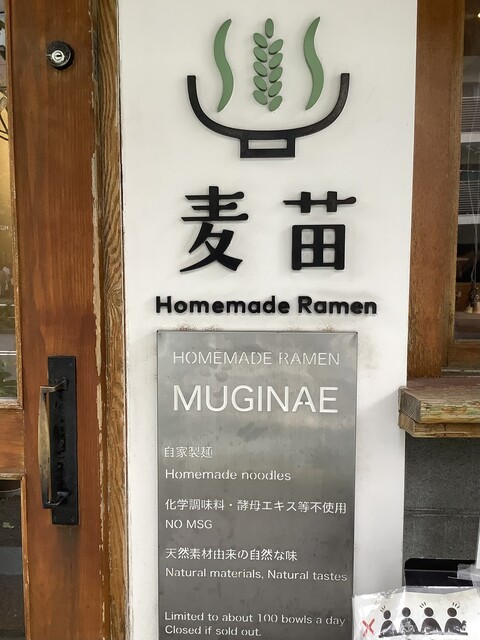 麦苗
Homemade Ramen
HOMEMADE RAMEN
MUGINAE
自家製麺
Homemade noodles
化学調味料・酵母エキス等不使用
NO MSG
天然素材由来の自然な味
Natural materials, Natural tastes
Limited to about 100 bowls a day
Closed if sold out.